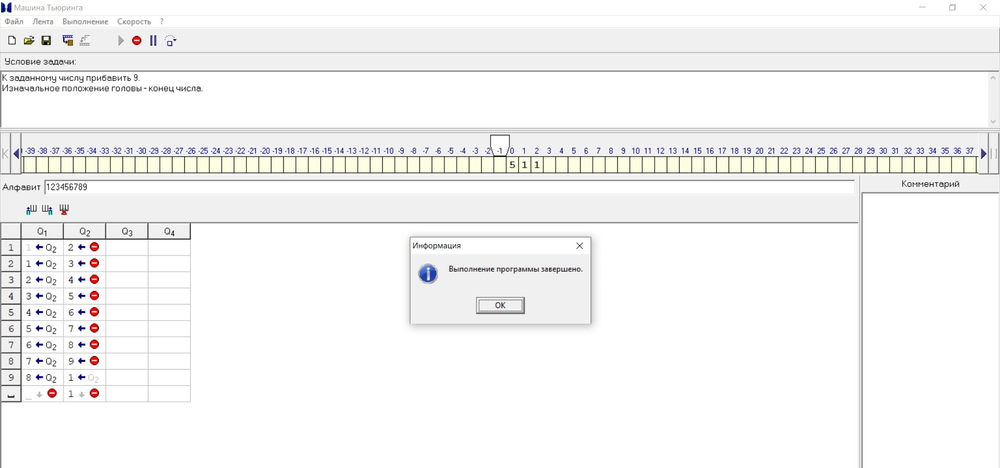 Машина Тьюринга
Файл Лента Выполнение Скорость ?
Условие задачи:
К заданному числу прибавить 9.
Изначальное положение головы - конец числа.
-39 -38 -37 -36 -35 -34 -33 -32 -31 -30 -29 -28 -27 -26 -25 -24 -23 -22 -21 -20 -19 -18 -17 -16 -15 -14 -13 -12 -11 -10 -9 -8 -7 -6 -5 -4 -3 -2 -1 0 1 2 3 4 5 6 7 8 9 10 11 12 13 14 15 16 17 18 19 20 21 22 23 24 25 26 27 28 29 30 31 32 33 34 35 36 37
5 1 1
Алфавит 123456789
Комментарий
Q1 Q2 Q3 Q4
1 1 ← Q2 2 ←
2 1 ← Q2 3 ←
3 2 ← Q2 4 ←
4 3 ← Q2 5 ←
5 4 ← Q2 6 ←
6 5 ← Q2 7 ←
7 6 ← Q2 8 ←
8 7 ← Q2 9 ←
9 8 ← Q2 1 ← Q2
␣ _ ↓ 1 ↓
Информация
Выполнение программы завершено.
OK